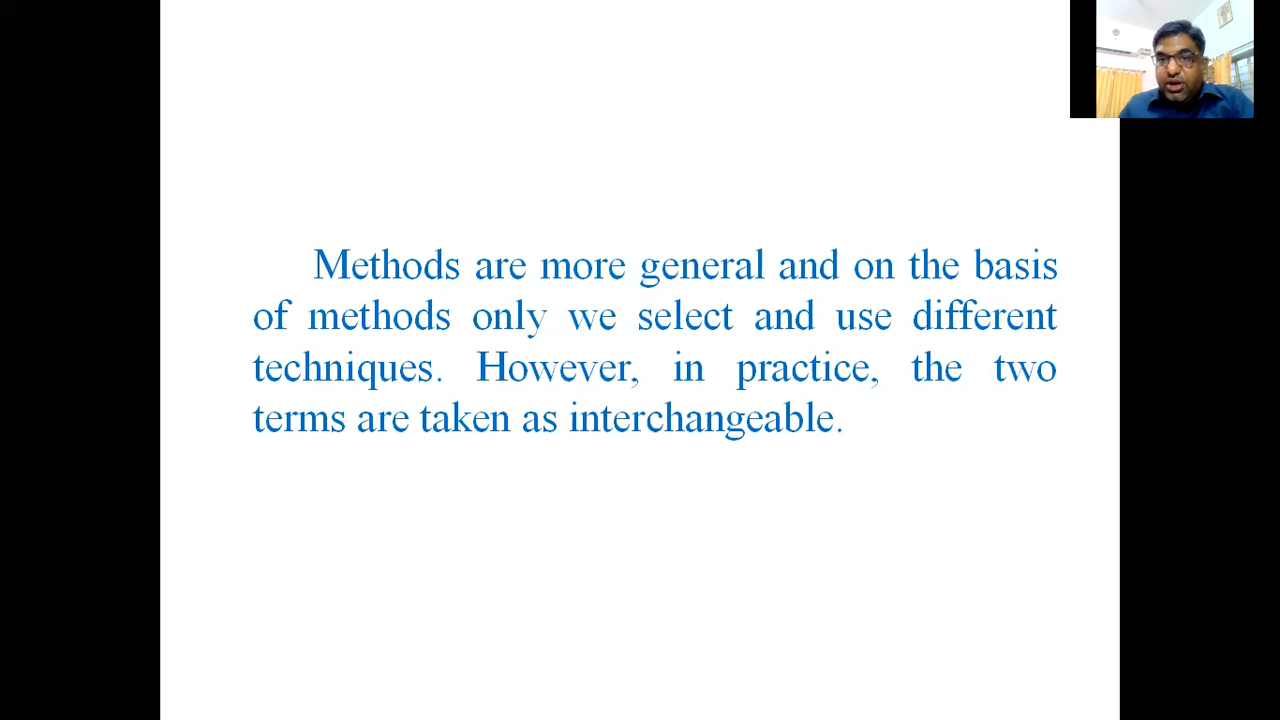 Methods are more general and on the basis
of methods only we select and use different
techniques. However, in practice, the two
terms are taken as interchangeable.